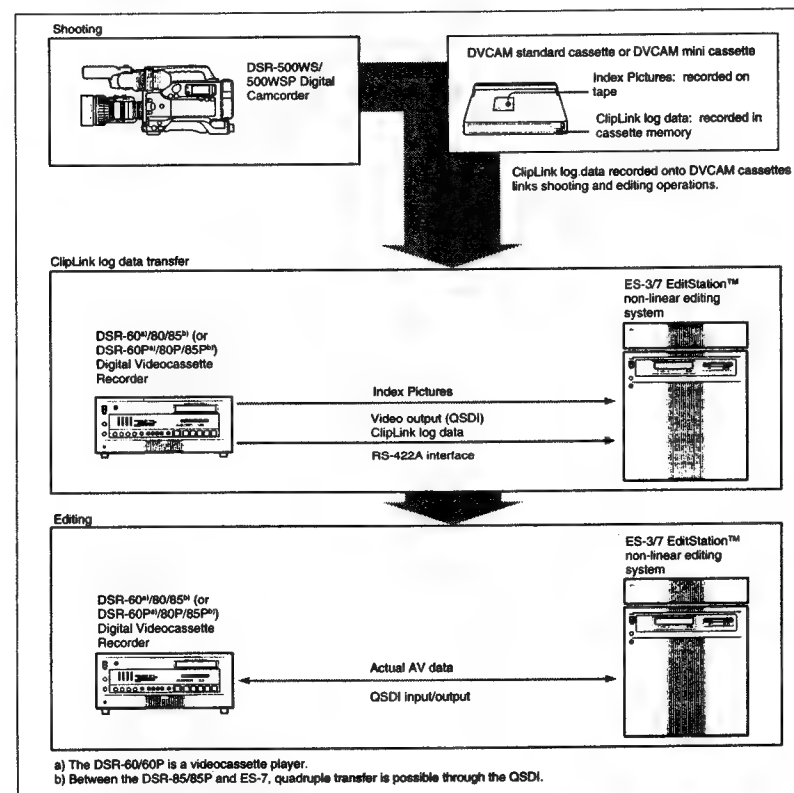 Shooting
DSR-500WS/
500WSP Digital
Camcorder
DVCAM standard cassette or DVCAM mini cassette
Index Pictures: recorded on
tape
ClipLink log data: recorded in
cassette memory
ClipLink log data recorded onto DVCAM cassettes
links shooting and editing operations.
ClipLink log data transfer
DSR-60a)/80/85b) (or
DSR-60Pa)/80P/85Pb))
Digital Videocassette
Recorder
Index Pictures
Video output (QSDI)
ClipLink log data
RS-422A interface
ES-3/7 EditStation™
non-linear editing
system
Editing
DSR-60a)/80/85b) (or
DSR-60Pa)/80P/85Pb))
Digital Videocassette
Recorder
Actual AV data
QSDI input/output
ES-3/7 EditStation™
non-linear editing
system
a) The DSR-60/60P is a videocassette player.
b) Between the DSR-85/85P and ES-7, quadruple transfer is possible through the QSDI.